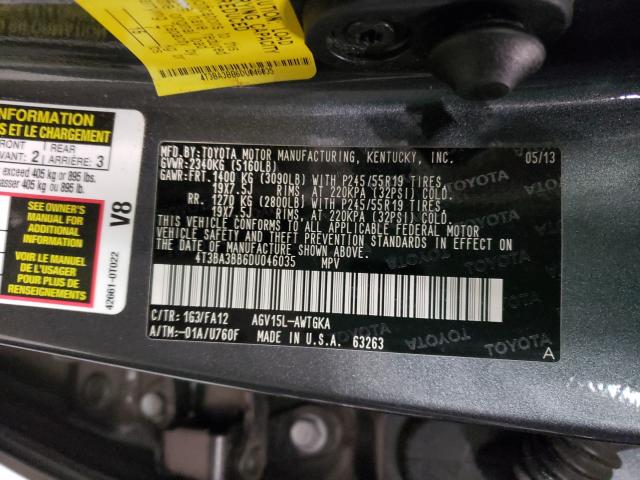 4T3BA3BB6DU046035
INFORMATION
S ET LE CHARGEMENT
FRONT
AVANT: 2
REAR
ARRIÈRE: 3
exceed 405 kg or 895 lbs.
passer 405 kg ou 895 lb.
SEE OWNER'S
MANUAL FOR
ADDITIONAL
INFORMATION
VOIR LE MANUEL
DE L'USAGER
POUR PLUS DE
RENSEIGNEMENTS
V8
42661-0T022
MFD. BY: TOYOTA MOTOR MANUFACTURING, KENTUCKY, INC. 05/13
GVWR: 2340KG (5160LB)
GAWR: FRT. 1400 KG (3090LB) WITH P245/55R19 TIRES,
19X7.5J RIMS, AT 220KPA (32PSI) COLD.
RR. 1270 KG (2800LB) WITH P245/55R19 TIRES,
19X7.5J RIMS, AT 220KPA (32PSI) COLD.
THIS VEHICLE CONFORMS TO ALL APPLICABLE FEDERAL MOTOR
VEHICLE SAFETY AND THEFT PREVENTION STANDARDS IN EFFECT
ON THE DATE OF MANUFACTURE SHOWN ABOVE.
4T3BA3BB6DU046035 MPV
C/TR: 1G3/FA12 AGV15L-AWTGKA
A/TM:-01A/U760F MADE IN U.S.A. 63263
A
TOYOTA
TOYOTA
TOYOTA